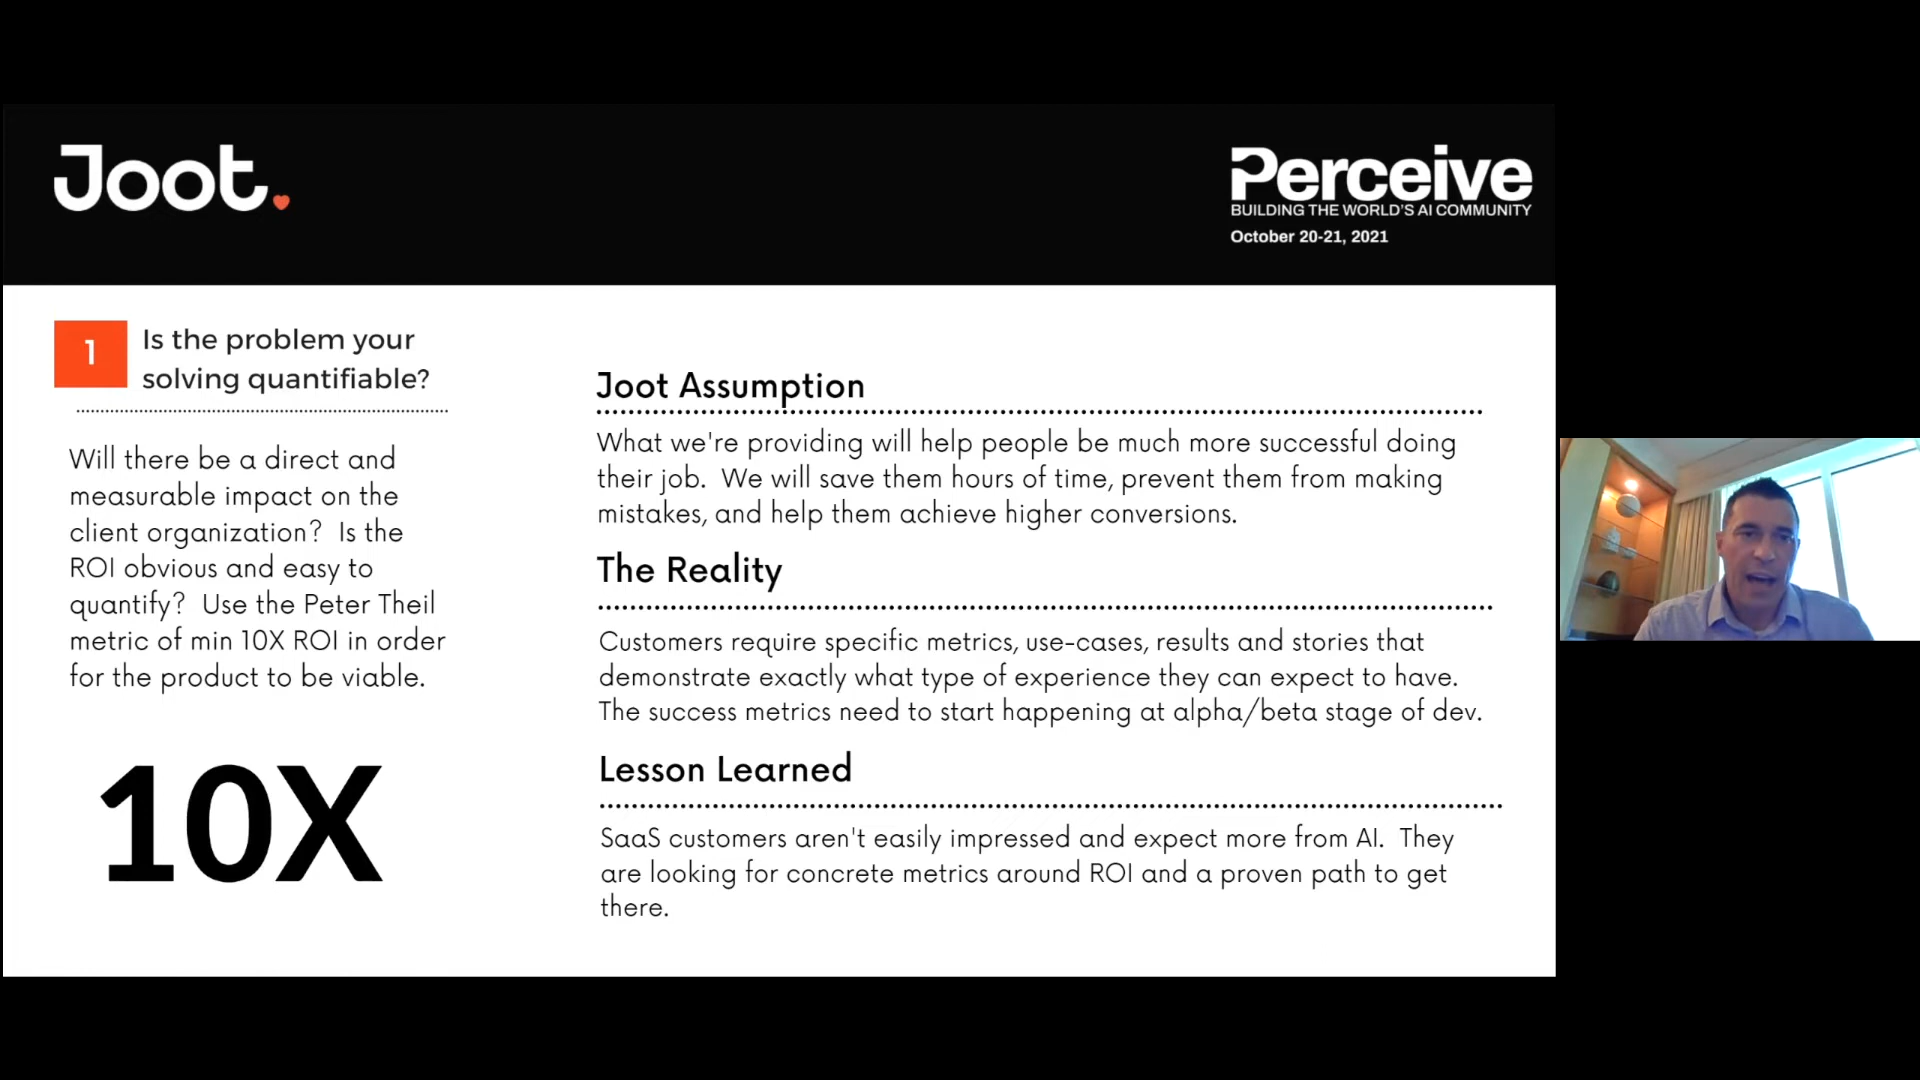 Joot.
Perceive
BUILDING THE WORLD'S AI COMMUNITY
October 20-21, 2021
1
Is the problem your
solving quantifiable?
Will there be a direct and
measurable impact on the
client organization? Is the
ROI obvious and easy to
quantify? Use the Peter Theil
metric of min 10X ROI in order
for the product to be viable.
10X
Joot Assumption
What we're providing will help people be much more successful doing
their job. We will save them hours of time, prevent them from making
mistakes, and help them achieve higher conversions.
The Reality
Customers require specific metrics, use-cases, results and stories that
demonstrate exactly what type of experience they can expect to have.
The success metrics need to start happening at alpha/beta stage of dev.
Lesson Learned
SaaS customers aren't easily impressed and expect more from AI. They
are looking for concrete metrics around ROI and a proven path to get
there.